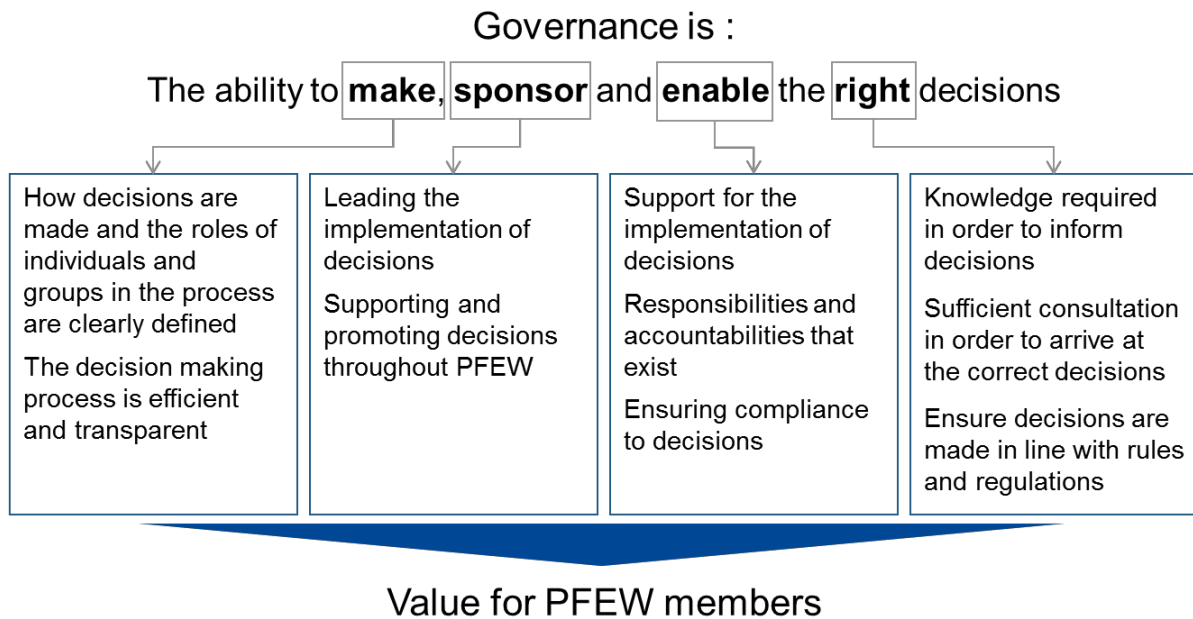 Governance is :
The ability to make, sponsor and enable the right decisions
How decisions are
made and the roles of
individuals and
groups in the process
are clearly defined
The decision making
process is efficient
and transparent
Leading the
implementation of
decisions
Supporting and
promoting decisions
throughout PFEW
Support for the
implementation of
decisions
Responsibilities and
accountabilities that
exist
Ensuring compliance
to decisions
Knowledge required
in order to inform
decisions
Sufficient consultation
in order to arrive at
the correct decisions
Ensure decisions are
made in line with rules
and regulations
Value for PFEW members